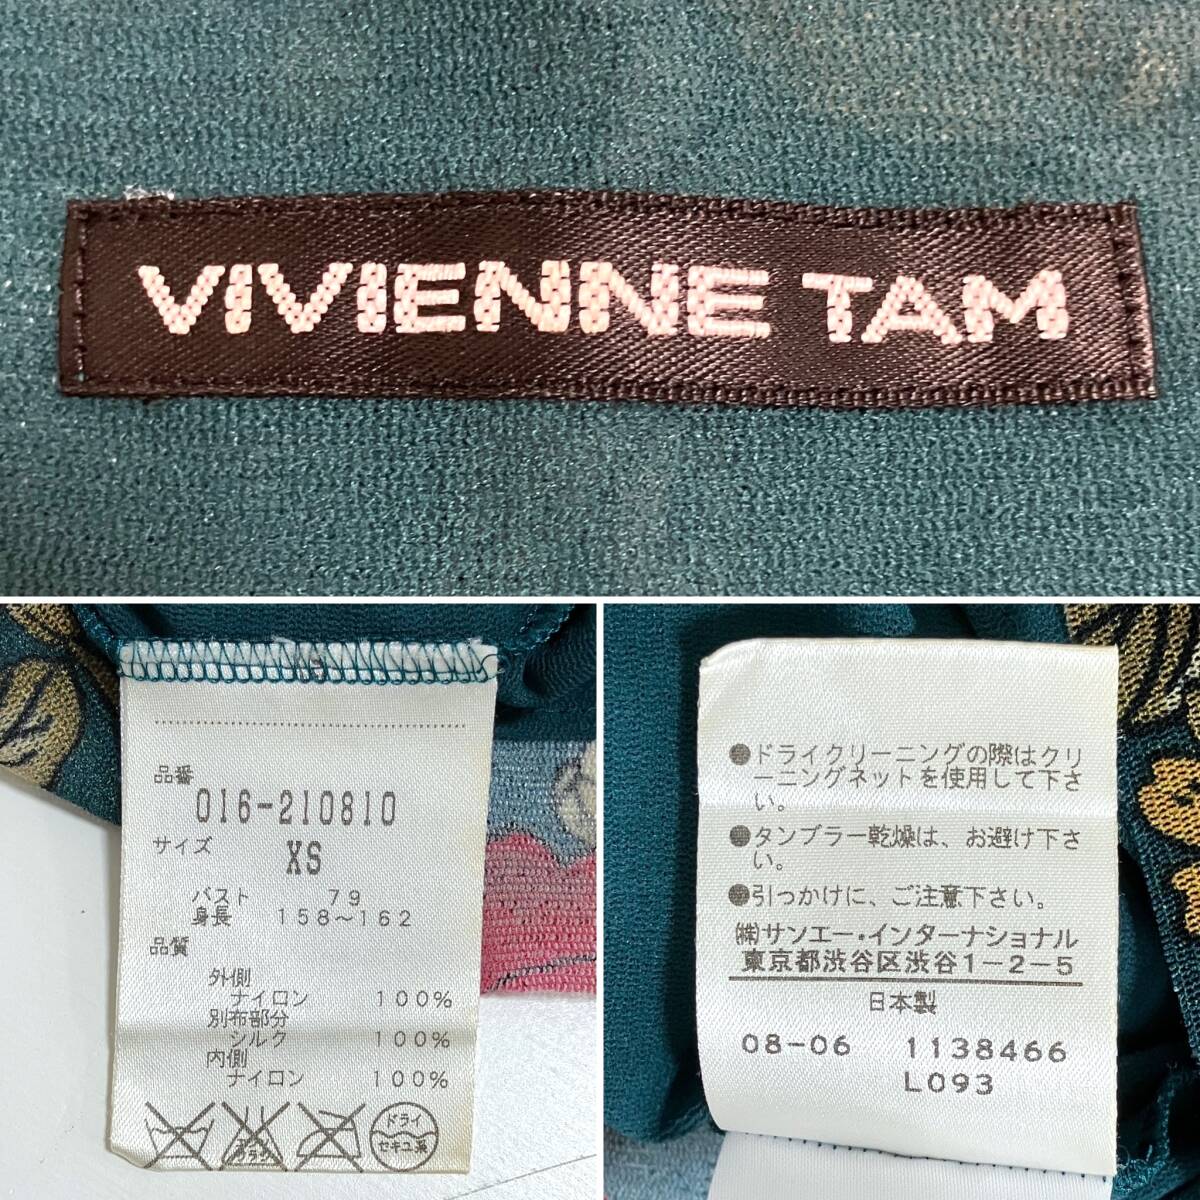 VIVIENNE TAM
品番
016-210810
サイズ
XS
バスト 79
身長 158~162
品質
外側
ナイロン 100%
別布部分
シルク 100%
内側
ナイロン 100%
ドライ
セキユ系
●ドライクリーニングの際はクリ
ーニングネットを使用して下さ
い。
●タンブラー乾燥は、お避け下さ
い。
●引っかけに、ご注意下さい。
㈱サンエー・インターナショナル
東京都渋谷区渋谷1-2-5
日本製
08-06 1138466
L093